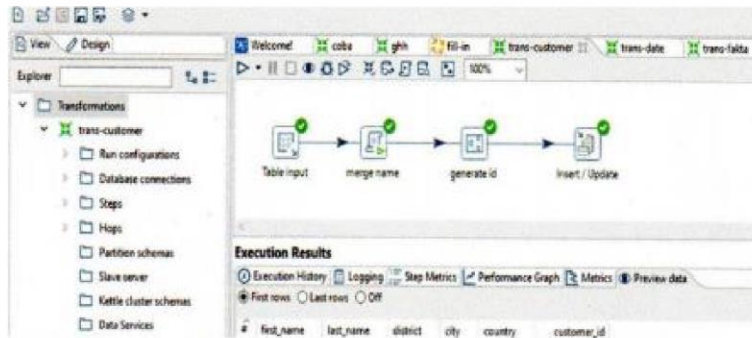 View Design
Welcome! coba ghh fill-in trans-customer trans-date trans-fakta
Explorer
100%
Transformations
trans-customer
Run configurations
Database connections
Steps
Hops
Partition schemas
Slave server
Kettle cluster schemas
Data Services
Table input merge name generate id Insert / Update
Execution Results
Execution History Logging Step Metrics Performance Graph Metrics Preview data
First rows Last rows Off
# first_name last_name district city country customer_id